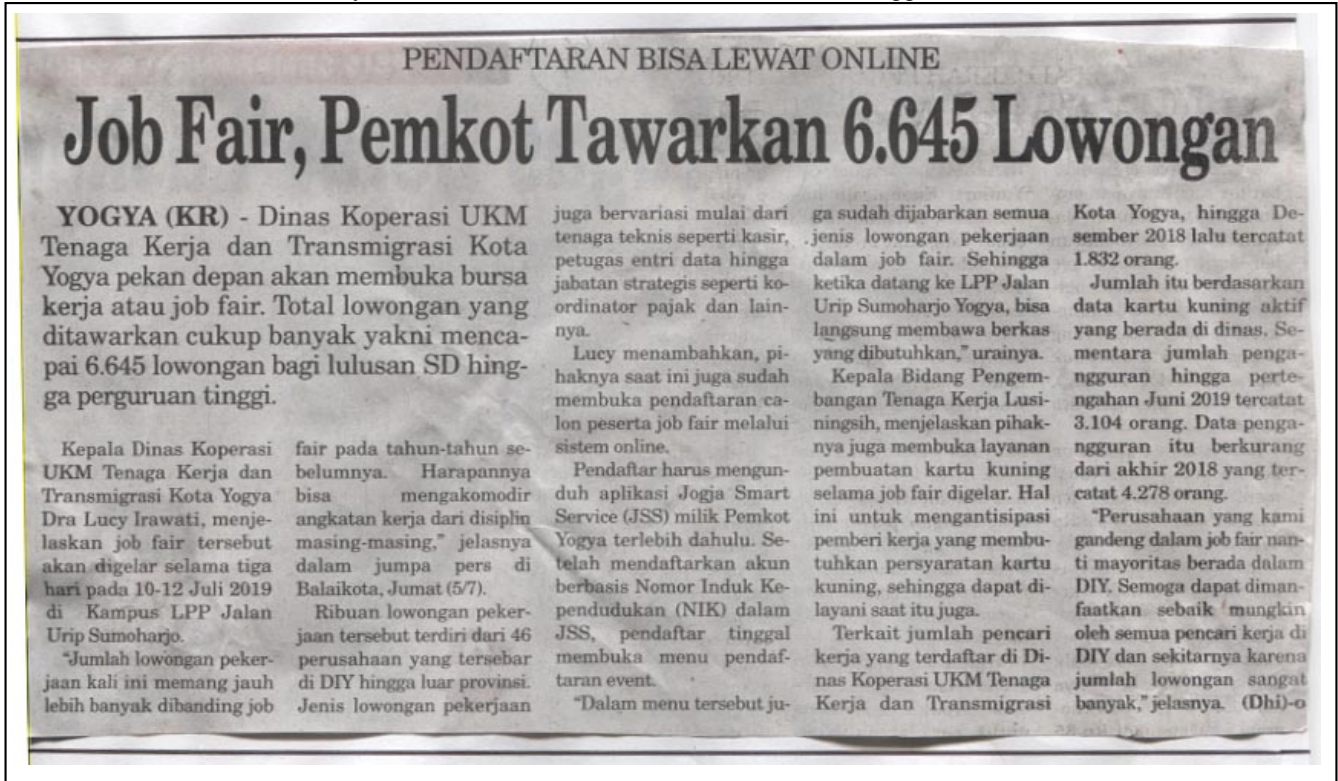 PENDAFTARAN BISA LEWAT ONLINE
Job Fair, Pemkot Tawarkan 6.645 Lowongan
YOGYA (KR) - Dinas Koperasi UKM
Tenaga Kerja dan Transmigrasi Kota
Yogya pekan depan akan membuka bursa
kerja atau job fair. Total lowongan yang
ditawarkan cukup banyak yakni menca-
pai 6.645 lowongan bagi lulusan SD hing-
ga perguruan tinggi.
Kepala Dinas Koperasi
UKM Tenaga Kerja dan
Transmigrasi Kota Yogya
Dra Lucy Irawati, menje-
laskan job fair tersebut
akan digelar selama tiga
hari pada 10-12 Juli 2019
di Kampus LPP Jalan
Urip Sumoharjo.
"Jumlah lowongan peker-
jaan kali ini memang jauh
lebih banyak dibanding job
fair pada tahun-tahun se-
belumnya. Harapannya
bisa mengakomodir
angkatan kerja dari disiplin
masing-masing," jelasnya
dalam jumpa pers di
Balaikota, Jumat (5/7).
Ribuan lowongan peker-
jaan tersebut terdiri dari 46
perusahaan yang tersebar
di DIY hingga luar provinsi.
Jenis lowongan pekerjaan
juga bervariasi mulai dari
tenaga teknis seperti kasir,
petugas entri data hingga
jabatan strategis seperti ko-
ordinator pajak dan lain-
nya.
Lucy menambahkan, pi-
haknya saat ini juga sudah
membuka pendaftaran ca-
lon peserta job fair melalui
sistem online.
Pendaftar harus mengun-
duh aplikasi Jogja Smart
Service (JSS) milik Pemkot
Yogya terlebih dahulu. Se-
telah mendaftarkan akun
berbasis Nomor Induk Ke-
pendudukan (NIK) dalam
JSS, pendaftar tinggal
membuka menu pendaf-
taran event.
"Dalam menu tersebut ju-
ga sudah dijabarkan semua
jenis lowongan pekerjaan
dalam job fair. Sehingga
ketika datang ke LPP Jalan
Urip Sumoharjo Yogya, bisa
langsung membawa berkas
yang dibutuhkan," urainya.
Kepala Bidang Pengem-
bangan Tenaga Kerja Lusi-
ningsih, menjelaskan pihak-
nya juga membuka layanan
pembuatan kartu kuning
selama job fair digelar. Hal
ini untuk mengantisipasi
pemberi kerja yang membu-
tuhkan persyaratan kartu
kuning, sehingga dapat di-
layani saat itu juga.
Terkait jumlah pencari
kerja yang terdaftar di Di-
nas Koperasi UKM Tenaga
Kerja dan Transmigrasi
Kota Yogya, hingga De-
sember 2018 lalu tercatat
1.832 orang.
Jumlah itu berdasarkan
data kartu kuning aktif
yang berada di dinas. Se-
mentara jumlah penga-
ngguran hingga perte-
ngahan Juni 2019 tercatat
3.104 orang. Data penga-
ngguran itu berkurang
dari akhir 2018 yang ter-
catat 4.278 orang.
"Perusahaan yang kami
gandeng dalam job fair nan-
ti mayoritas berada dalam
DIY. Semoga dapat diman-
faatkan sebaik mungkin
oleh semua pencari kerja di
DIY dan sekitarnya karena
jumlah lowongan sangat
banyak," jelasnya. (Dhi)-o